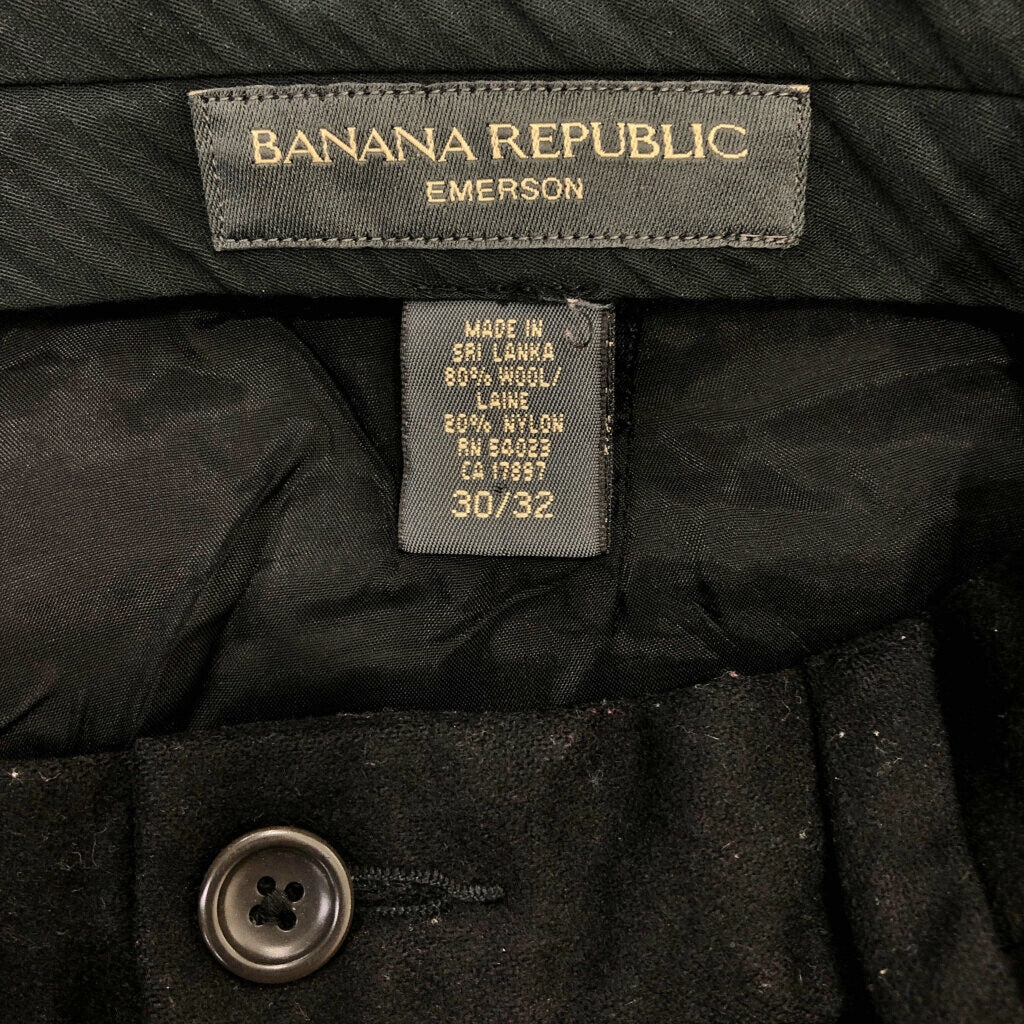 BANANA REPUBLIC
EMERSON
MADE IN
SRI LANKA
80% WOOL/
LAINE
20% NYLON
RN 54023
CA 17897
30/32